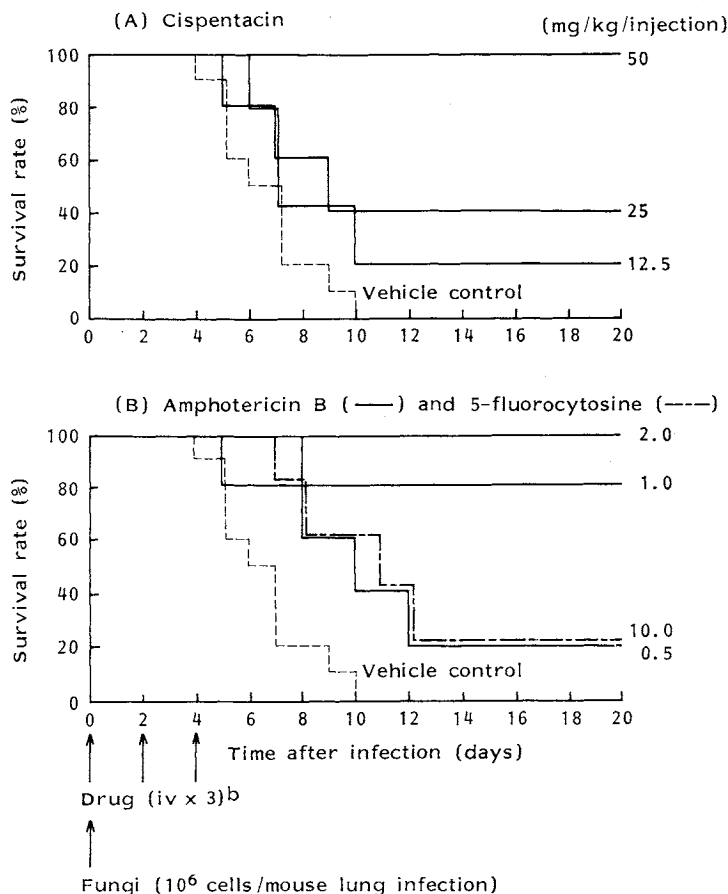 (A) Cispentacin (mg/kg/injection)
100
80
60
40
20
0
Survival rate (%)
50
25
12.5
Vehicle control
0 2 4 6 8 10 12 14 16 18 20
(B) Amphotericin B (——) and 5-fluorocytosine (—-—)
100
80
60
40
20
0
Survival rate (%)
2.0
1.0
10.0
0.5
Vehicle control
0 2 4 6 8 10 12 14 16 18 20
Time after infection (days)
Drug (iv x 3)b
Fungi (10⁶ cells/mouse lung infection)